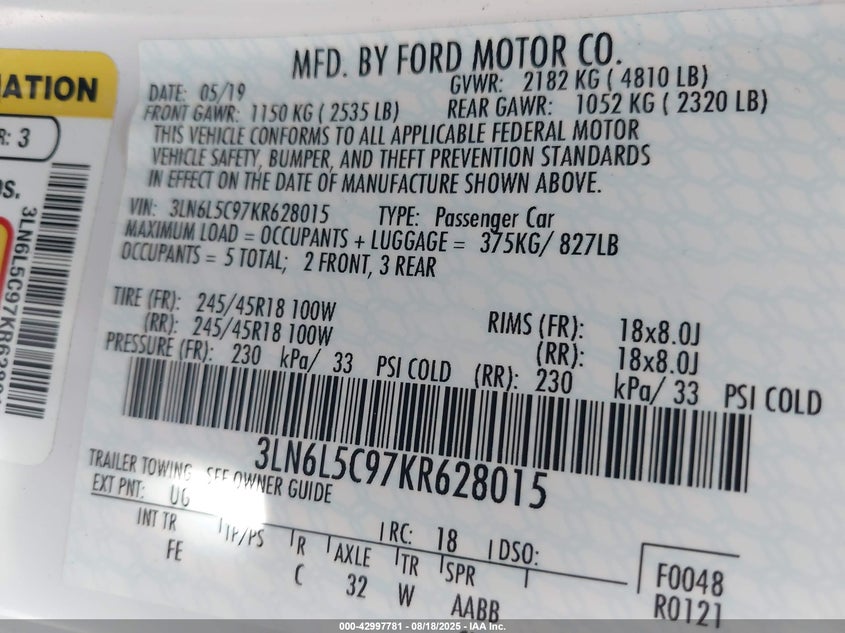 MATION
R: 3
3LN6L5C97KR628
MFD. BY FORD MOTOR CO.
DATE: 05/19 GVWR: 2182 KG ( 4810 LB)
FRONT GAWR: 1150 KG ( 2535 LB) REAR GAWR: 1052 KG ( 2320 LB)
THIS VEHICLE CONFORMS TO ALL APPLICABLE FEDERAL MOTOR
VEHICLE SAFETY, BUMPER, AND THEFT PREVENTION STANDARDS
IN EFFECT ON THE DATE OF MANUFACTURE SHOWN ABOVE.
VIN: 3LN6L5C97KR628015 TYPE: Passenger Car
MAXIMUM LOAD = OCCUPANTS + LUGGAGE = 375KG/ 827LB
OCCUPANTS = 5 TOTAL; 2 FRONT, 3 REAR
TIRE (FR): 245/45R18 100W RIMS (FR): 18x8.0J
(RR): 245/45R18 100W (RR): 18x8.0J
PRESSURE (FR): 230 kPa/ 33 PSI COLD (RR): 230 kPa/ 33 PSI COLD
3LN6L5C97KR628015
TRAILER TOWING SEE OWNER GUIDE
EXT PNT: UG RC: 18 DSO:
INT TR TP/PS R AXLE TR SPR F0048
FE C 32 W AABB R0121
000-42997781 - 08/18/2025 - IAA Inc.